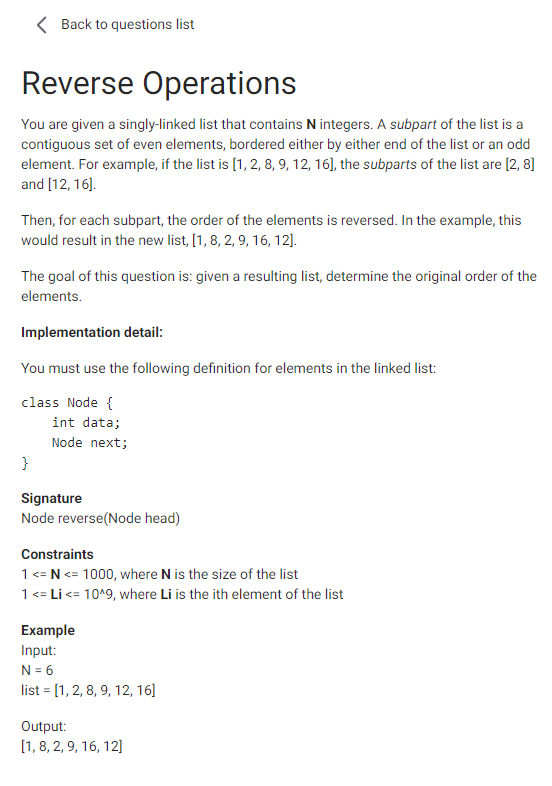 Back to questions list
Reverse Operations
You are given a singly-linked list that contains N integers. A subpart of the list is a
contiguous set of even elements, bordered either by either end of the list or an odd
element. For example, if the list is [1, 2, 8, 9, 12, 16], the subparts of the list are [2, 8]
and [12, 16].
Then, for each subpart, the order of the elements is reversed. In the example, this
would result in the new list, [1, 8, 2, 9, 16, 12].
The goal of this question is: given a resulting list, determine the original order of the
elements.
Implementation detail:
You must use the following definition for elements in the linked list:
class Node {
    int data;
    Node next;
}
Signature
Node reverse(Node head)
Constraints
1 <= N <= 1000, where N is the size of the list
1 <= Li <= 10^9, where Li is the ith element of the list
Example
Input:
N = 6
list = [1, 2, 8, 9, 12, 16]
Output:
[1, 8, 2, 9, 16, 12]